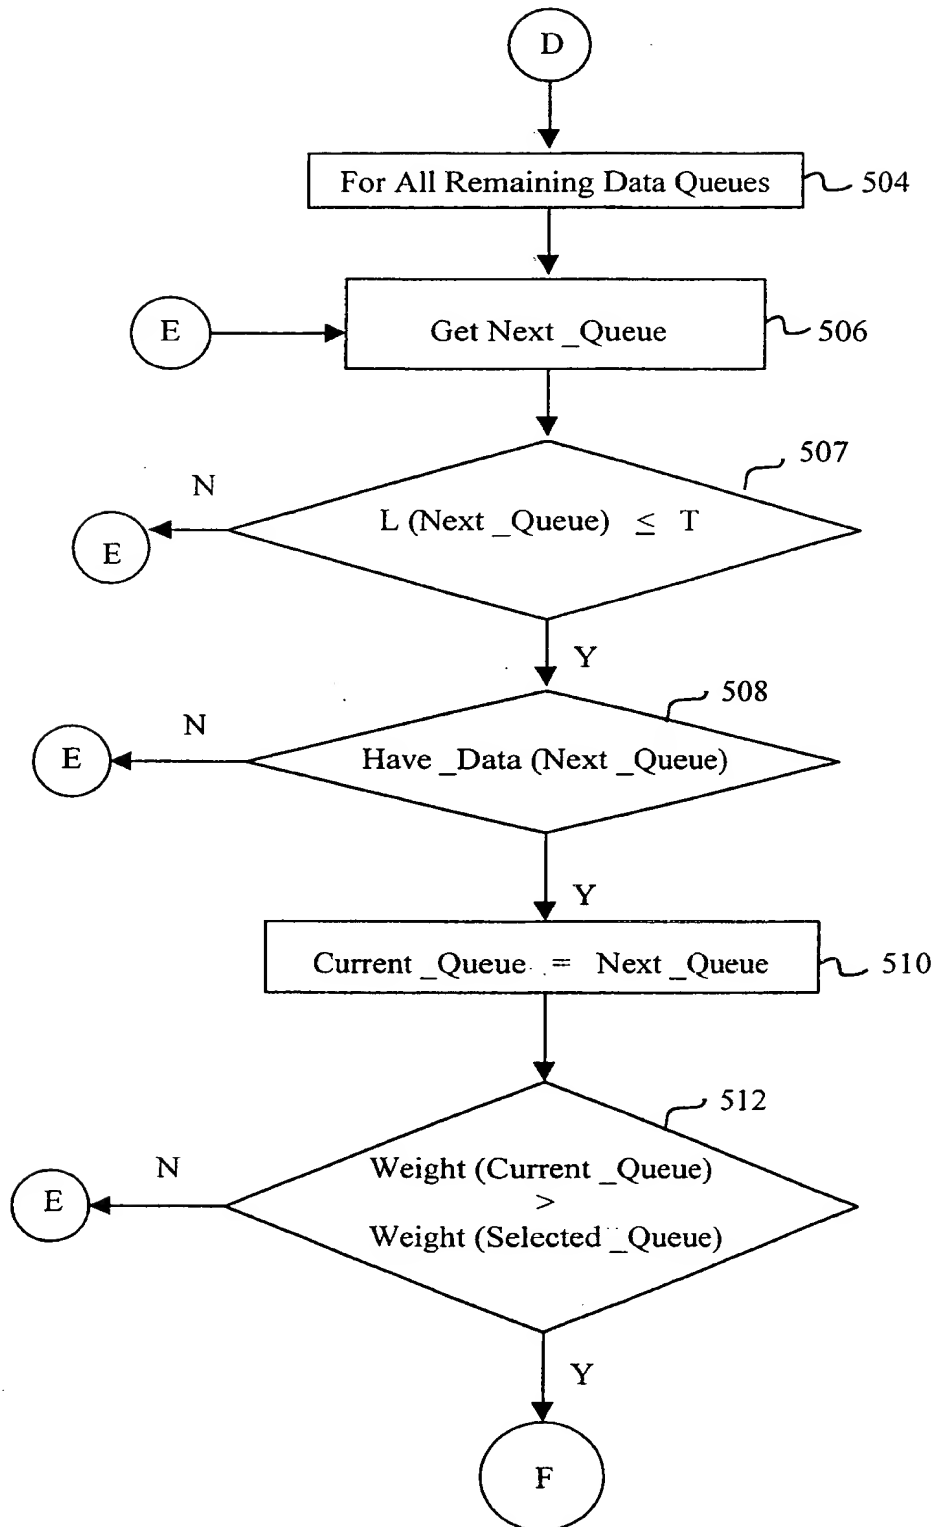 D
For All Remaining Data Queues
504
E
Get Next _Queue
506
507
N
L (Next _Queue) ≤ T
E
Y
508
N
E
Have _Data (Next _Queue)
Y
Current _Queue = Next _Queue
510
512
N
Weight (Current _Queue)
>
E
Weight (Selected _Queue)
Y
F